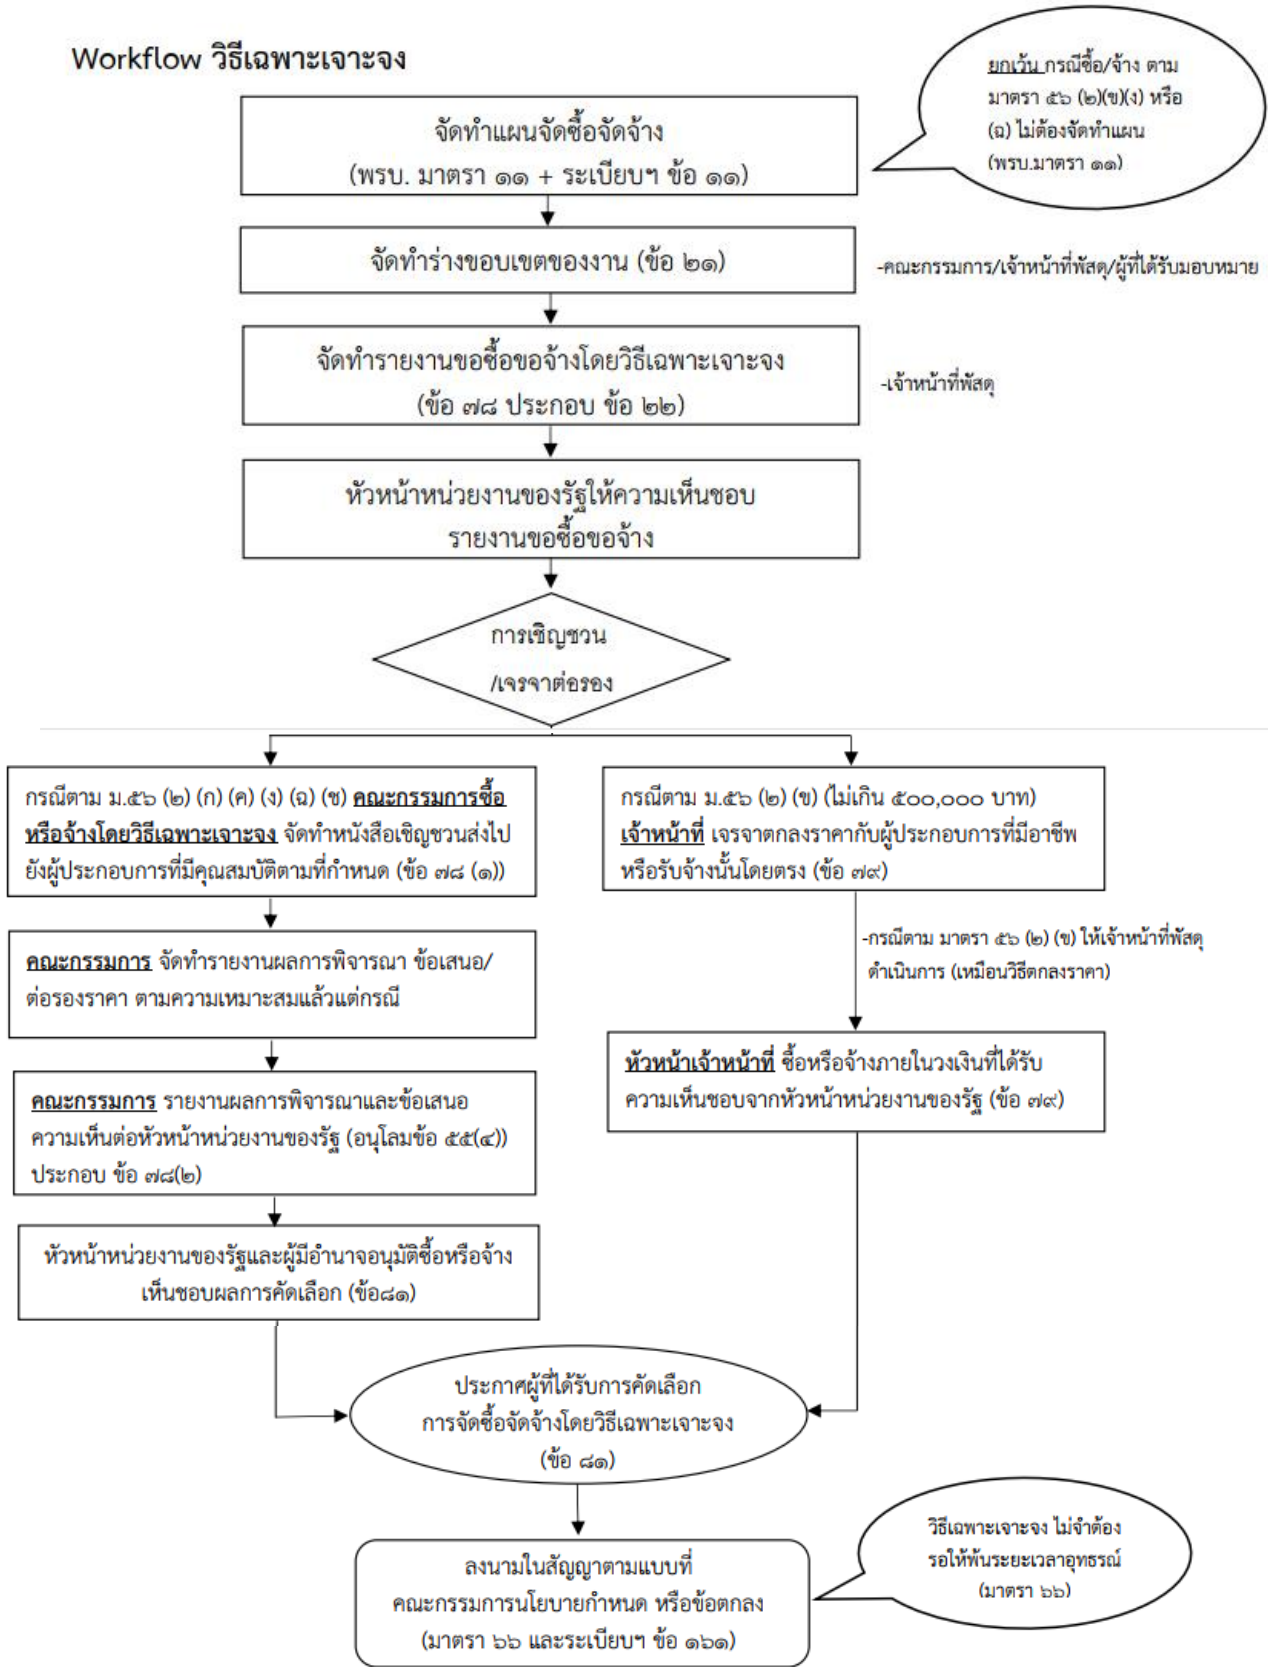 Workflow วิธีเฉพาะเจาะจง
ยกเว้น กรณีซื้อ/จ้าง ตาม
มาตรา ๕๖ (๒)(ข)(ง) หรือ
(ฉ) ไม่ต้องจัดทำแผน
(พรบ.มาตรา ๑๑)
จัดทำแผนจัดซื้อจัดจ้าง
(พรบ. มาตรา ๑๑ + ระเบียบฯ ข้อ ๑๑)
จัดทำร่างขอบเขตของงาน (ข้อ ๒๑)
-คณะกรรมการ/เจ้าหน้าที่พัสดุ/ผู้ที่ได้รับมอบหมาย
จัดทำรายงานขอซื้อขอจ้างโดยวิธีเฉพาะเจาะจง
(ข้อ ๗๘ ประกอบ ข้อ ๒๒)
-เจ้าหน้าที่พัสดุ
หัวหน้าหน่วยงานของรัฐให้ความเห็นชอบ
รายงานขอซื้อขอจ้าง
การเชิญชวน
/เจรจาต่อรอง
กรณีตาม ม.๕๖ (๒) (ก) (ค) (ง) (ฉ) (ช) คณะกรรมการซื้อ
หรือจ้างโดยวิธีเฉพาะเจาะจง จัดทำหนังสือเชิญชวนส่งไป
ยังผู้ประกอบการที่มีคุณสมบัติตามที่กำหนด (ข้อ ๗๘ (๑))
กรณีตาม ม.๕๖ (๒) (ข) (ไม่เกิน ๕๐๐,๐๐๐ บาท)
เจ้าหน้าที่ เจรจาตกลงราคากับผู้ประกอบการที่มีอาชีพ
หรือรับจ้างนั้นโดยตรง (ข้อ ๗๙)
คณะกรรมการ จัดทำรายงานผลการพิจารณา ข้อเสนอ/
ต่อรองราคา ตามความเหมาะสมแล้วแต่กรณี
-กรณีตาม มาตรา ๕๖ (๒) (ข) ให้เจ้าหน้าที่พัสดุ
ดำเนินการ (เหมือนวิธีตกลงราคา)
คณะกรรมการ รายงานผลการพิจารณาและข้อเสนอ
ความเห็นต่อหัวหน้าหน่วยงานของรัฐ (อนุโลมข้อ ๕๕(๔))
ประกอบ ข้อ ๗๘(๒)
หัวหน้าเจ้าหน้าที่ ซื้อหรือจ้างภายในวงเงินที่ได้รับ
ความเห็นชอบจากหัวหน้าหน่วยงานของรัฐ (ข้อ ๗๙)
หัวหน้าหน่วยงานของรัฐและผู้มีอำนาจอนุมัติซื้อหรือจ้าง
เห็นชอบผลการคัดเลือก (ข้อ๘๑)
ประกาศผู้ที่ได้รับการคัดเลือก
การจัดซื้อจัดจ้างโดยวิธีเฉพาะเจาะจง
(ข้อ ๘๑)
วิธีเฉพาะเจาะจง ไม่จำต้อง
รอให้พ้นระยะเวลาอุทธรณ์
(มาตรา ๖๖)
ลงนามในสัญญาตามแบบที่
คณะกรรมการนโยบายกำหนด หรือข้อตกลง
(มาตรา ๖๖ และระเบียบฯ ข้อ ๑๖๑)